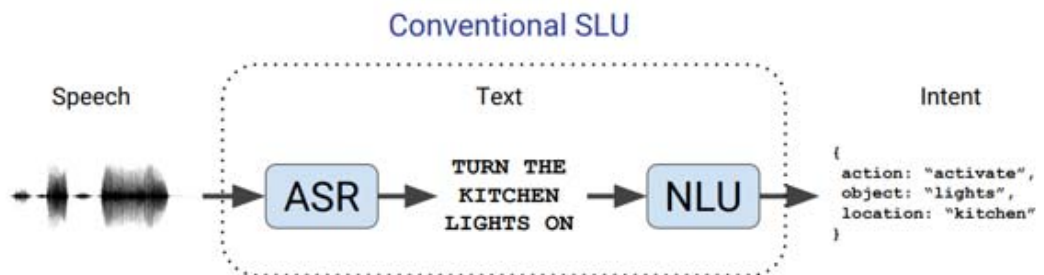 Conventional SLU
Speech
Text
Intent
ASR
TURN THE
KITCHEN
LIGHTS ON
NLU
{
action: “activate”,
object: “lights”,
location: “kitchen”
}